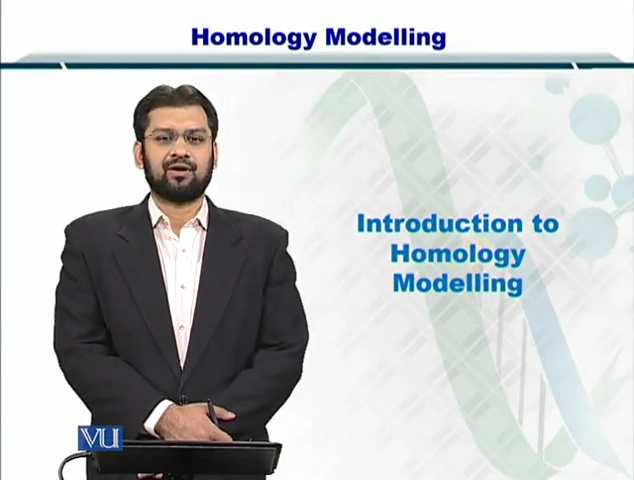 Homology Modelling
Introduction to
Homology
Modelling
VU